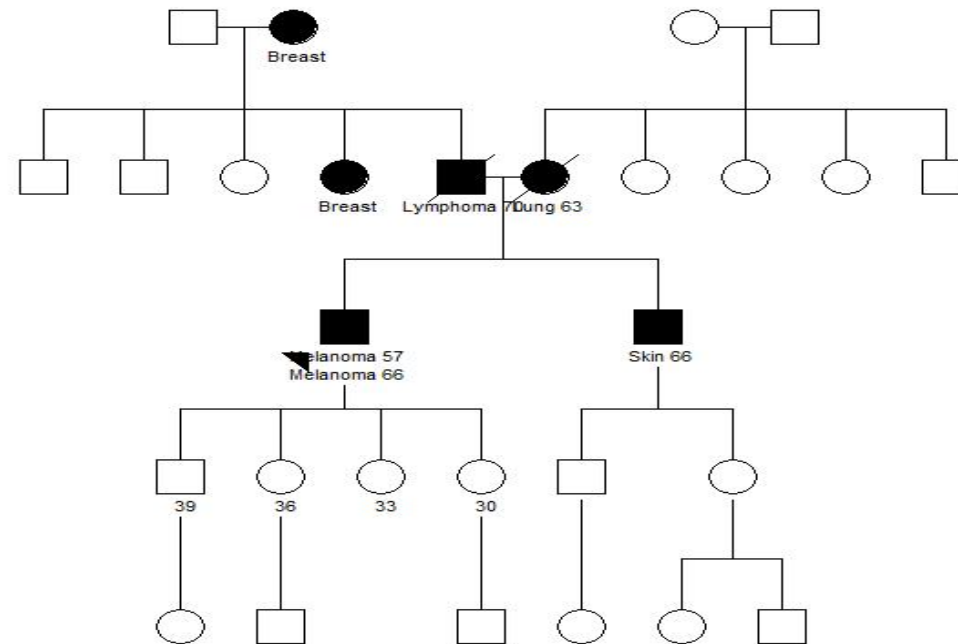 Breast
Breast
Lymphoma 70
Lung 63
Melanoma 57
Melanoma 66
Skin 66
39
36
33
30